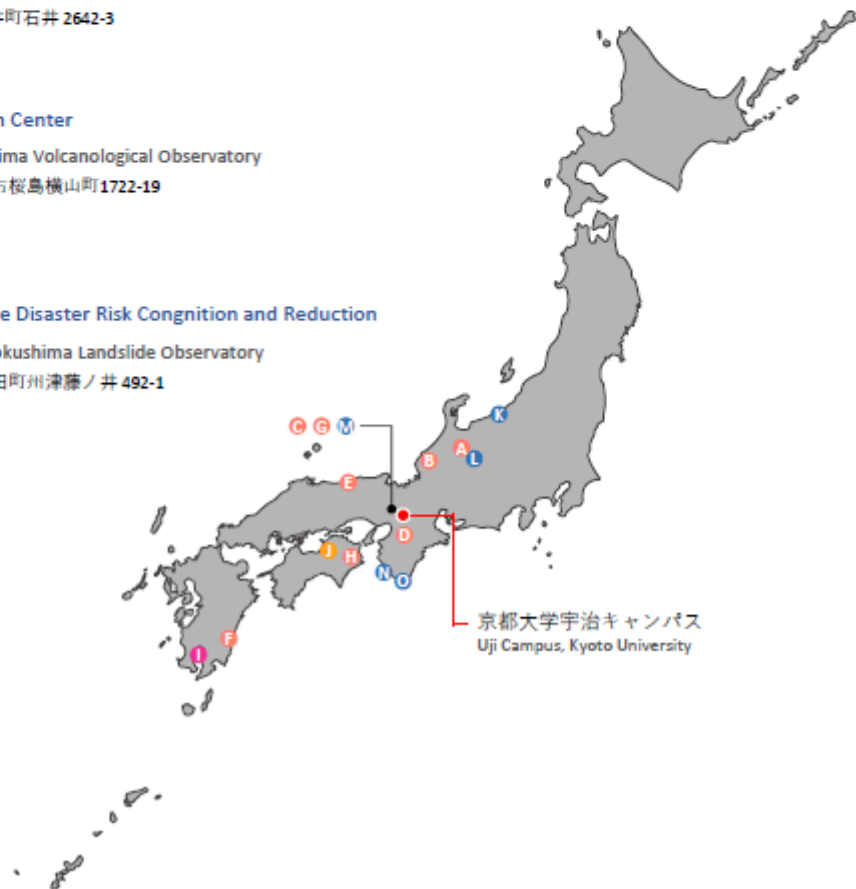 町石井 2642-3
Center
ima Volcanological Observatory
桜島横山町1722-19
e Disaster Risk Congnition and Reduction
okushima Landslide Observatory
町州津藤ノ井 492-1
K
C G M
A
B
L
E
D
J
H
N
O
京都大学宇治キャンパス
Uji Campus, Kyoto University
F
I